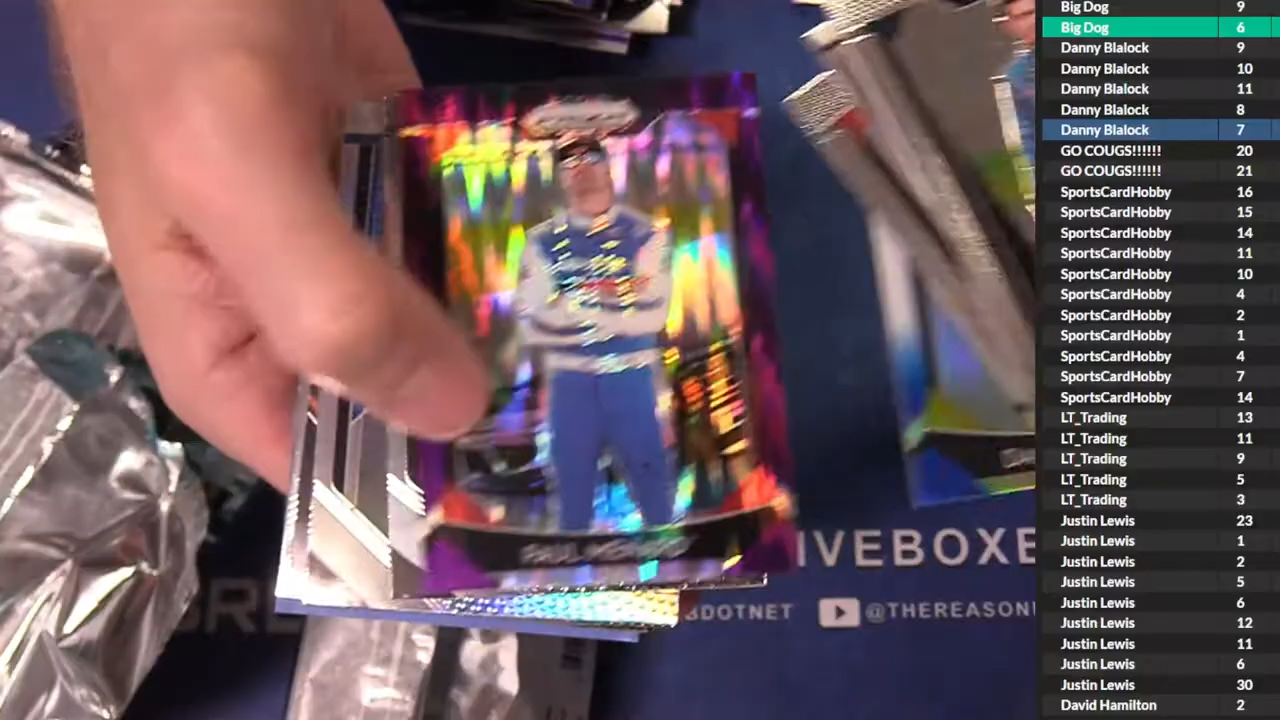 PAUL MENARD
IVEBOXE
BDOTNET @THEREASON
Big Dog 9
Big Dog 6
Danny Blalock 9
Danny Blalock 10
Danny Blalock 11
Danny Blalock 8
Danny Blalock 7
GO COUGS!!!!!! 20
GO COUGS!!!!!! 21
SportsCardHobby 16
SportsCardHobby 15
SportsCardHobby 14
SportsCardHobby 11
SportsCardHobby 10
SportsCardHobby 4
SportsCardHobby 2
SportsCardHobby 1
SportsCardHobby 4
SportsCardHobby 7
SportsCardHobby 14
LT_Trading 13
LT_Trading 11
LT_Trading 9
LT_Trading 5
LT_Trading 3
Justin Lewis 23
Justin Lewis 1
Justin Lewis 2
Justin Lewis 5
Justin Lewis 6
Justin Lewis 12
Justin Lewis 11
Justin Lewis 6
Justin Lewis 30
David Hamilton 2